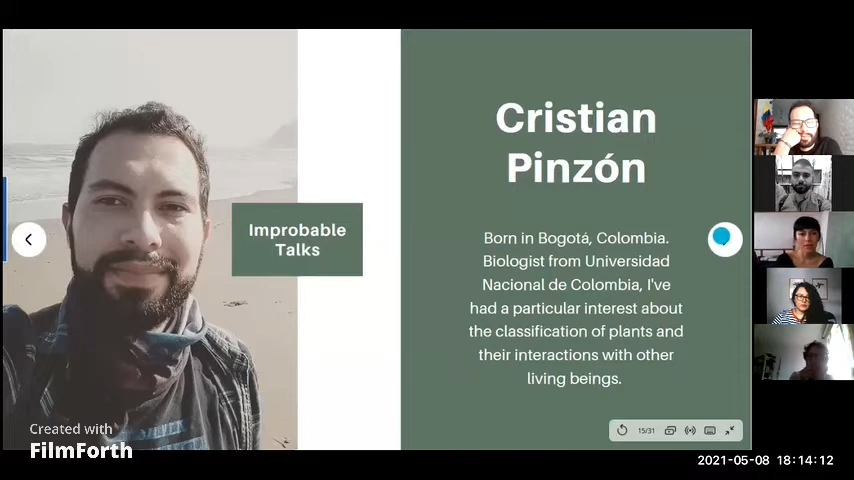 Cristian
Pinzón
Improbable
Talks
Born in Bogotá, Colombia.
Biologist from Universidad
Nacional de Colombia, I've
had a particular interest about
the classification of plants and
their interactions with other
living beings.
15/31
Created with
FilmForth
2021-05-08 18:14:12